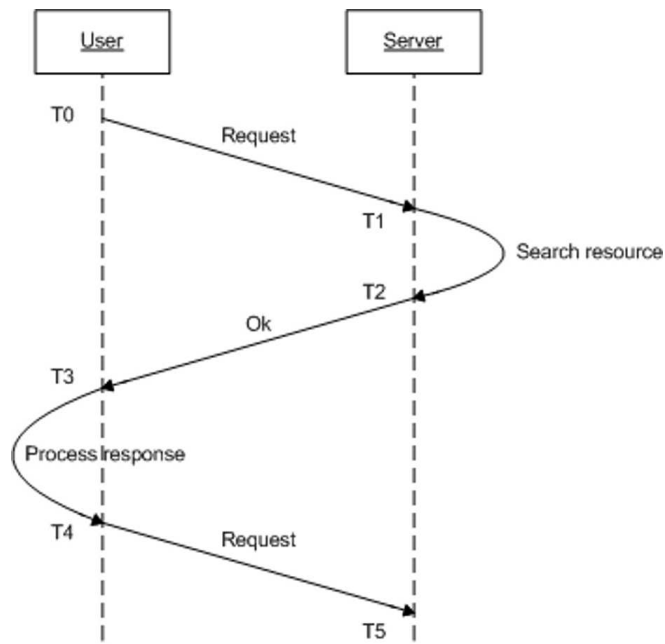 User
Server
T0
Request
T1
Search resource
T2
Ok
T3
Process response
T4
Request
T5